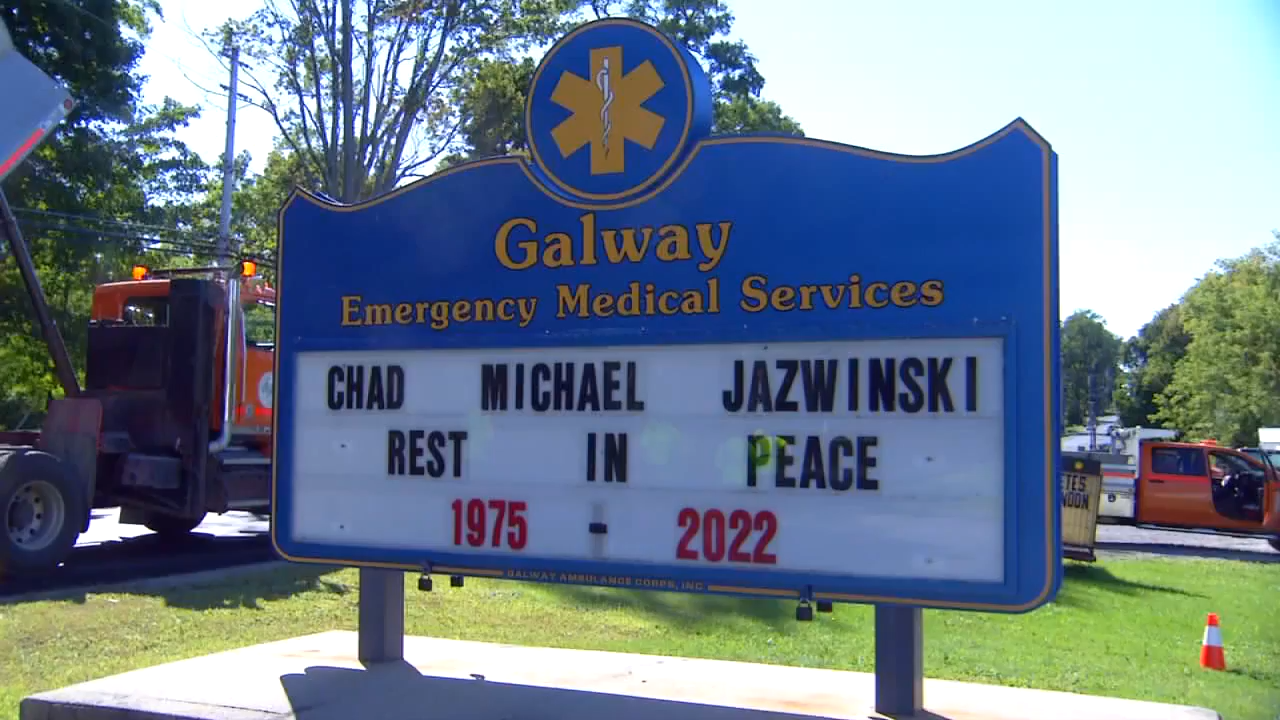 Galway
Emergency Medical Services
CHAD MICHAEL JAZWINSKI
REST IN PEACE
1975 - 2022
GALWAY AMBULANCE CORPS, INC